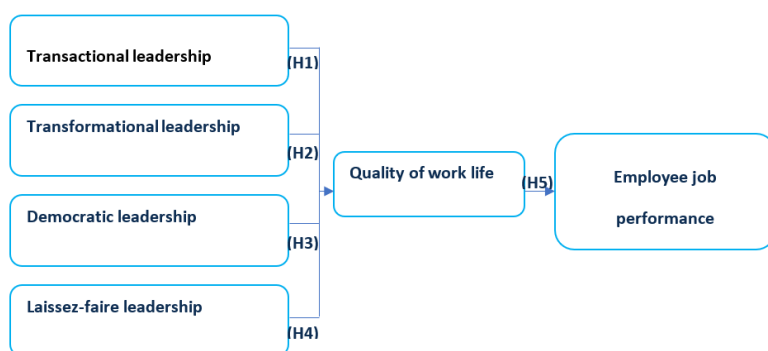 Transactional leadership
(H1)
Transformational leadership
(H2)
Quality of work life
(H5)
Employee job
performance
Democratic leadership
(H3)
Laissez-faire leadership
(H4)